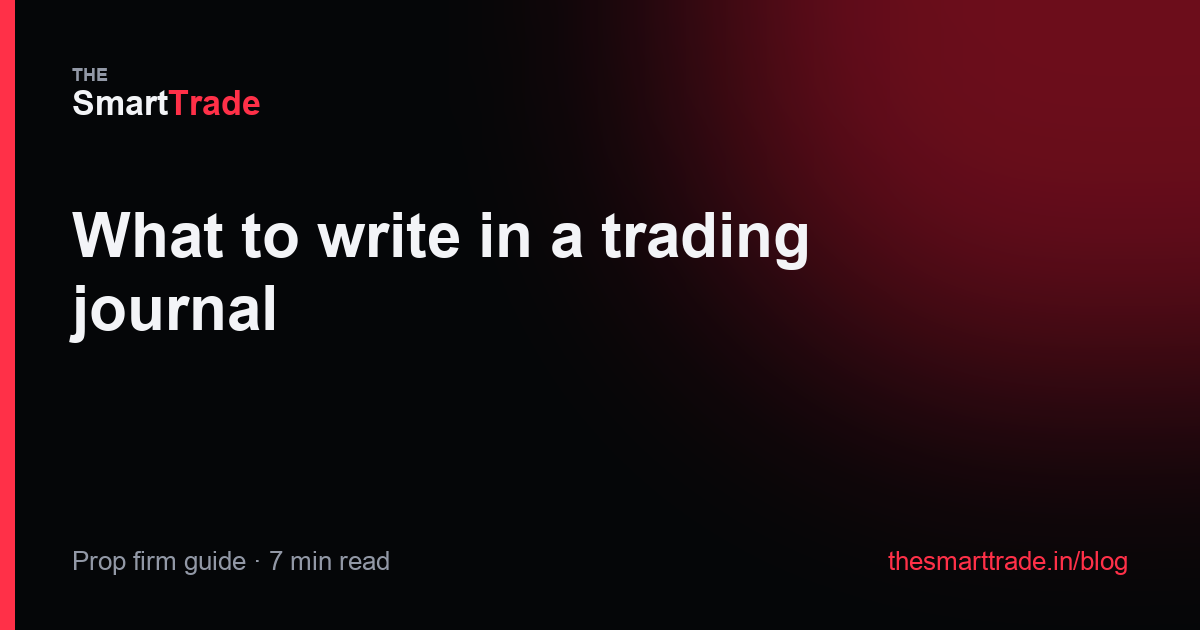 THE
SmartTrade
What to write in a trading
journal
Prop firm guide · 7 min read
thesmarttrade.in/blog